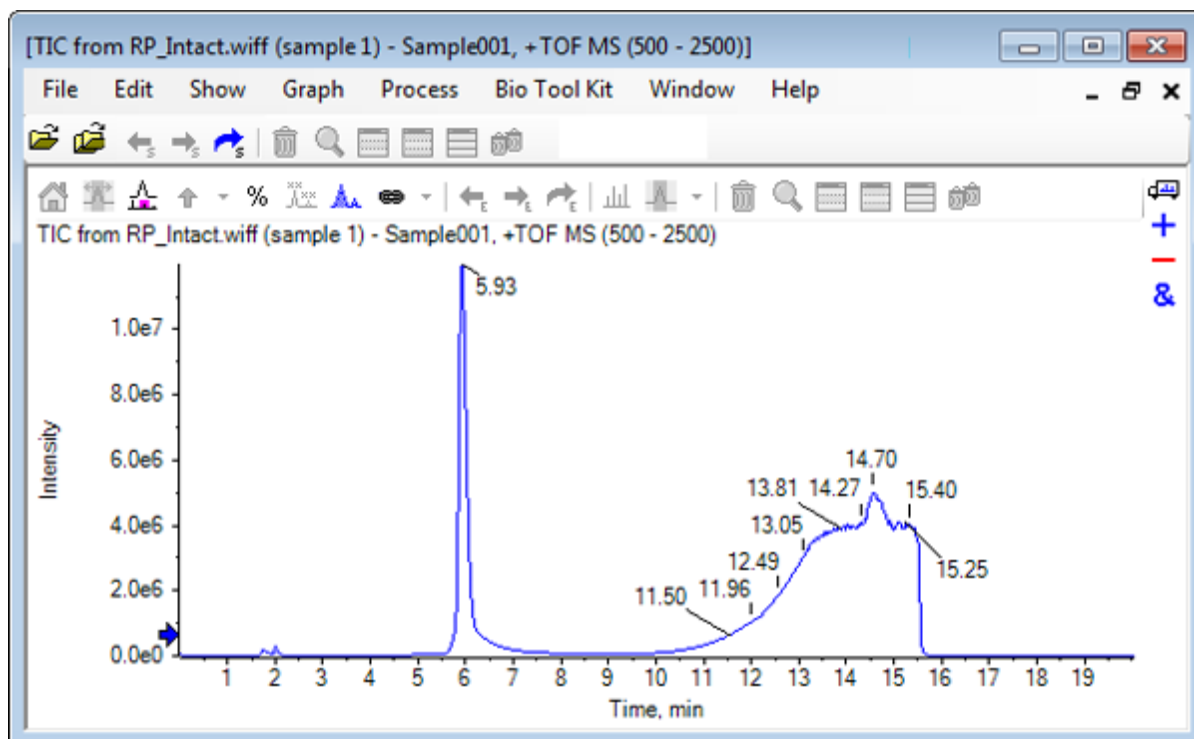 [TIC from RP_Intact.wiff (sample 1) - Sample001, +TOF MS (500 - 2500)]
File Edit Show Graph Process Bio Tool Kit Window Help
S S S
% E E E
TIC from RP_Intact.wiff (sample 1) - Sample001, +TOF MS (500 - 2500)
+
−
&
5.93
1.0e7
8.0e6
6.0e6
4.0e6
2.0e6
0.0e0
Intensity
14.70
13.81 14.27 15.40
13.05
12.49
15.25
11.50 11.96
1 2 3 4 5 6 7 8 9 10 11 12 13 14 15 16 17 18 19
Time, min